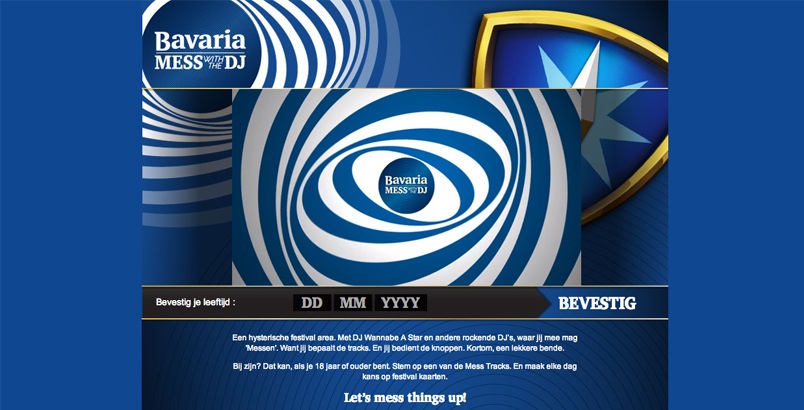 Bavaria
MESS WITH THE DJ
Bavaria
MESS WITH THE DJ
Bevestig je leeftijd :
DD MM YYYY
BEVESTIG
Een hysterische festival area. Met DJ Wannabe A Star en andere rockende DJ's, waar jij mee mag
'Messen'. Want jij bepaalt de tracks. En jij bedient de knoppen. Kortom, een lekkere bende.
Bij zijn? Dat kan, als je 18 jaar of ouder bent. Stem op een van de Mess Tracks. En maak elke dag
kans op festival kaarten.
Let's mess things up!